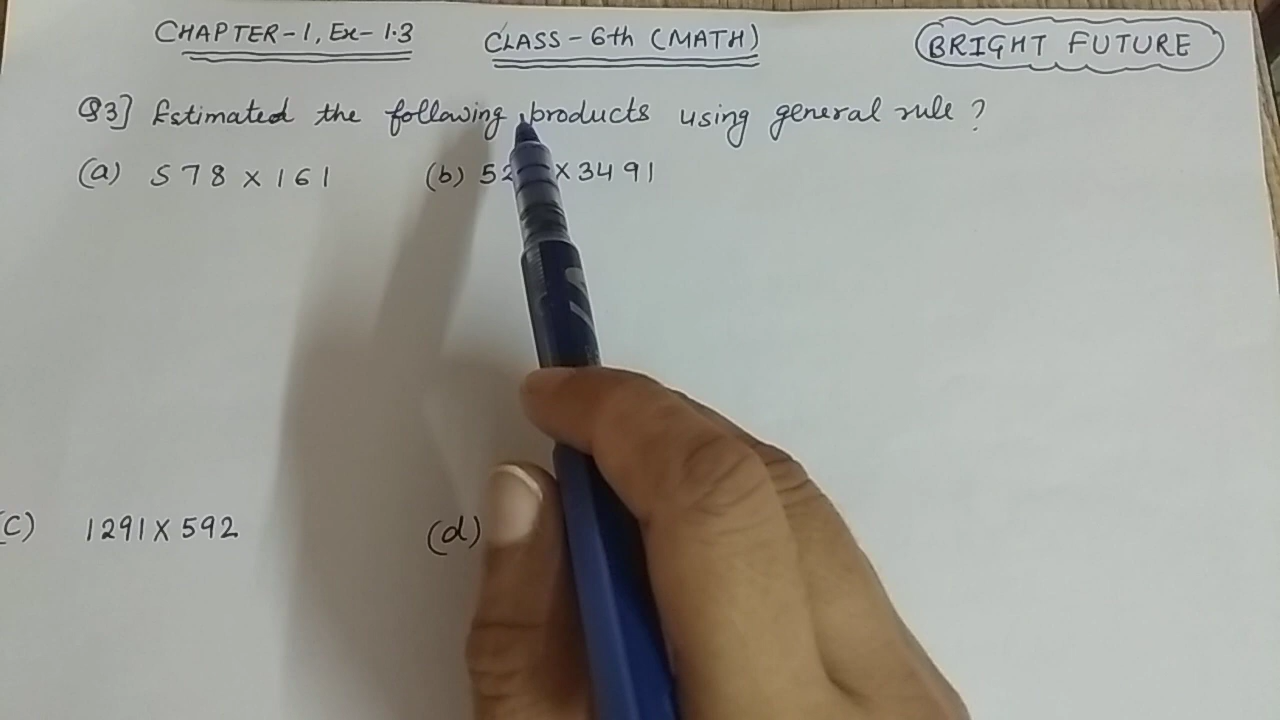 CHAPTER-1, Ex-1.3 CLASS-6th (MATH) BRIGHT FUTURE
Q3] Estimated the following products using general rule?
(a) 578 × 161 (b) 52 × 3491
(C) 1291 × 592 (d)